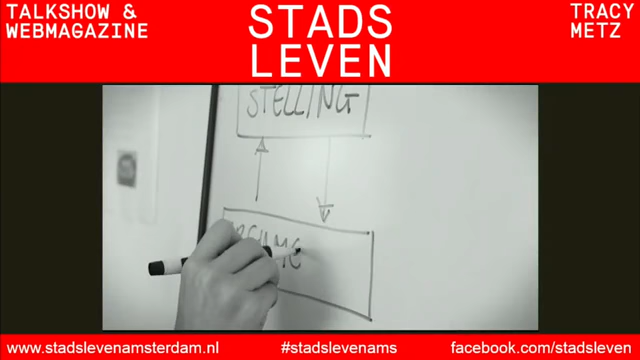 TALKSHOW &
WEBMAGAZINE
STADS
LEVEN
TRACY
METZ
STELLING
www.stadslevenamsterdam.nl
#stadslevenams
facebook.com/stadsleven